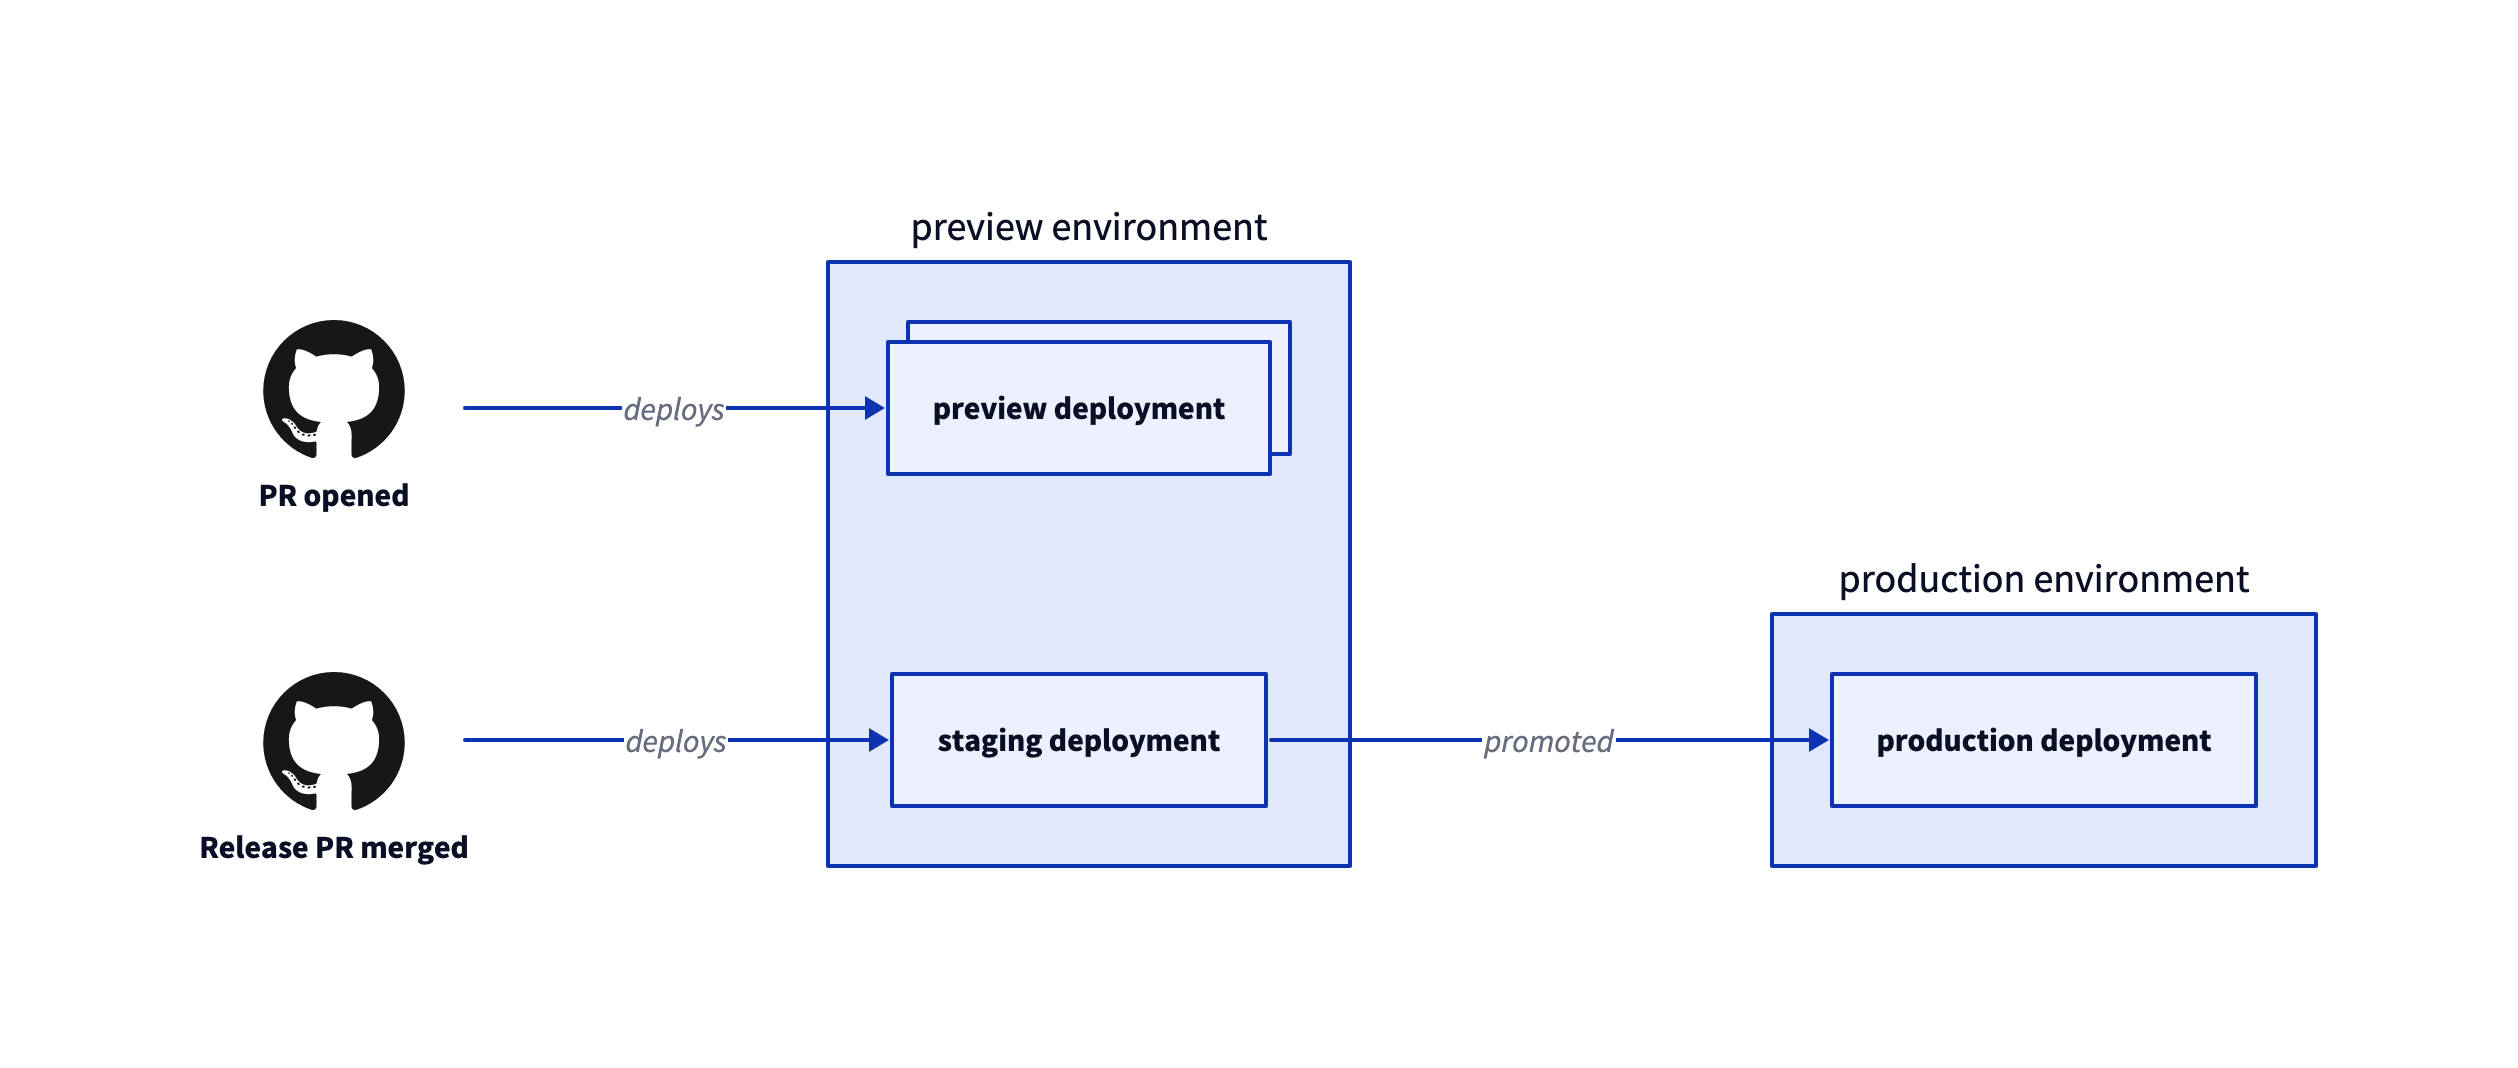 preview environment
deploys
preview deployment
PR opened
production environment
deploys
staging deployment
promoted
production deployment
Release PR merged